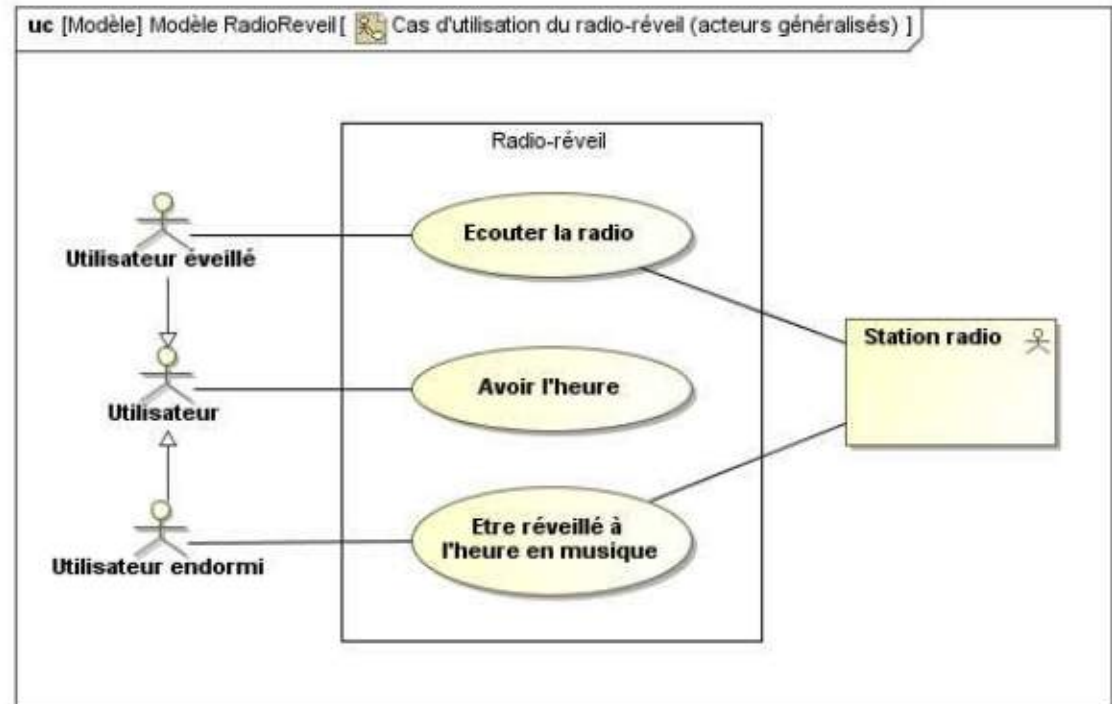 uc [Modèle] Modèle RadioReveil [ Cas d'utilisation du radio-réveil (acteurs généralisés) ]
Radio-réveil
Utilisateur éveillé
Ecouter la radio
Station radio
Utilisateur
Avoir l'heure
Utilisateur endormi
Etre réveillé à
l'heure en musique